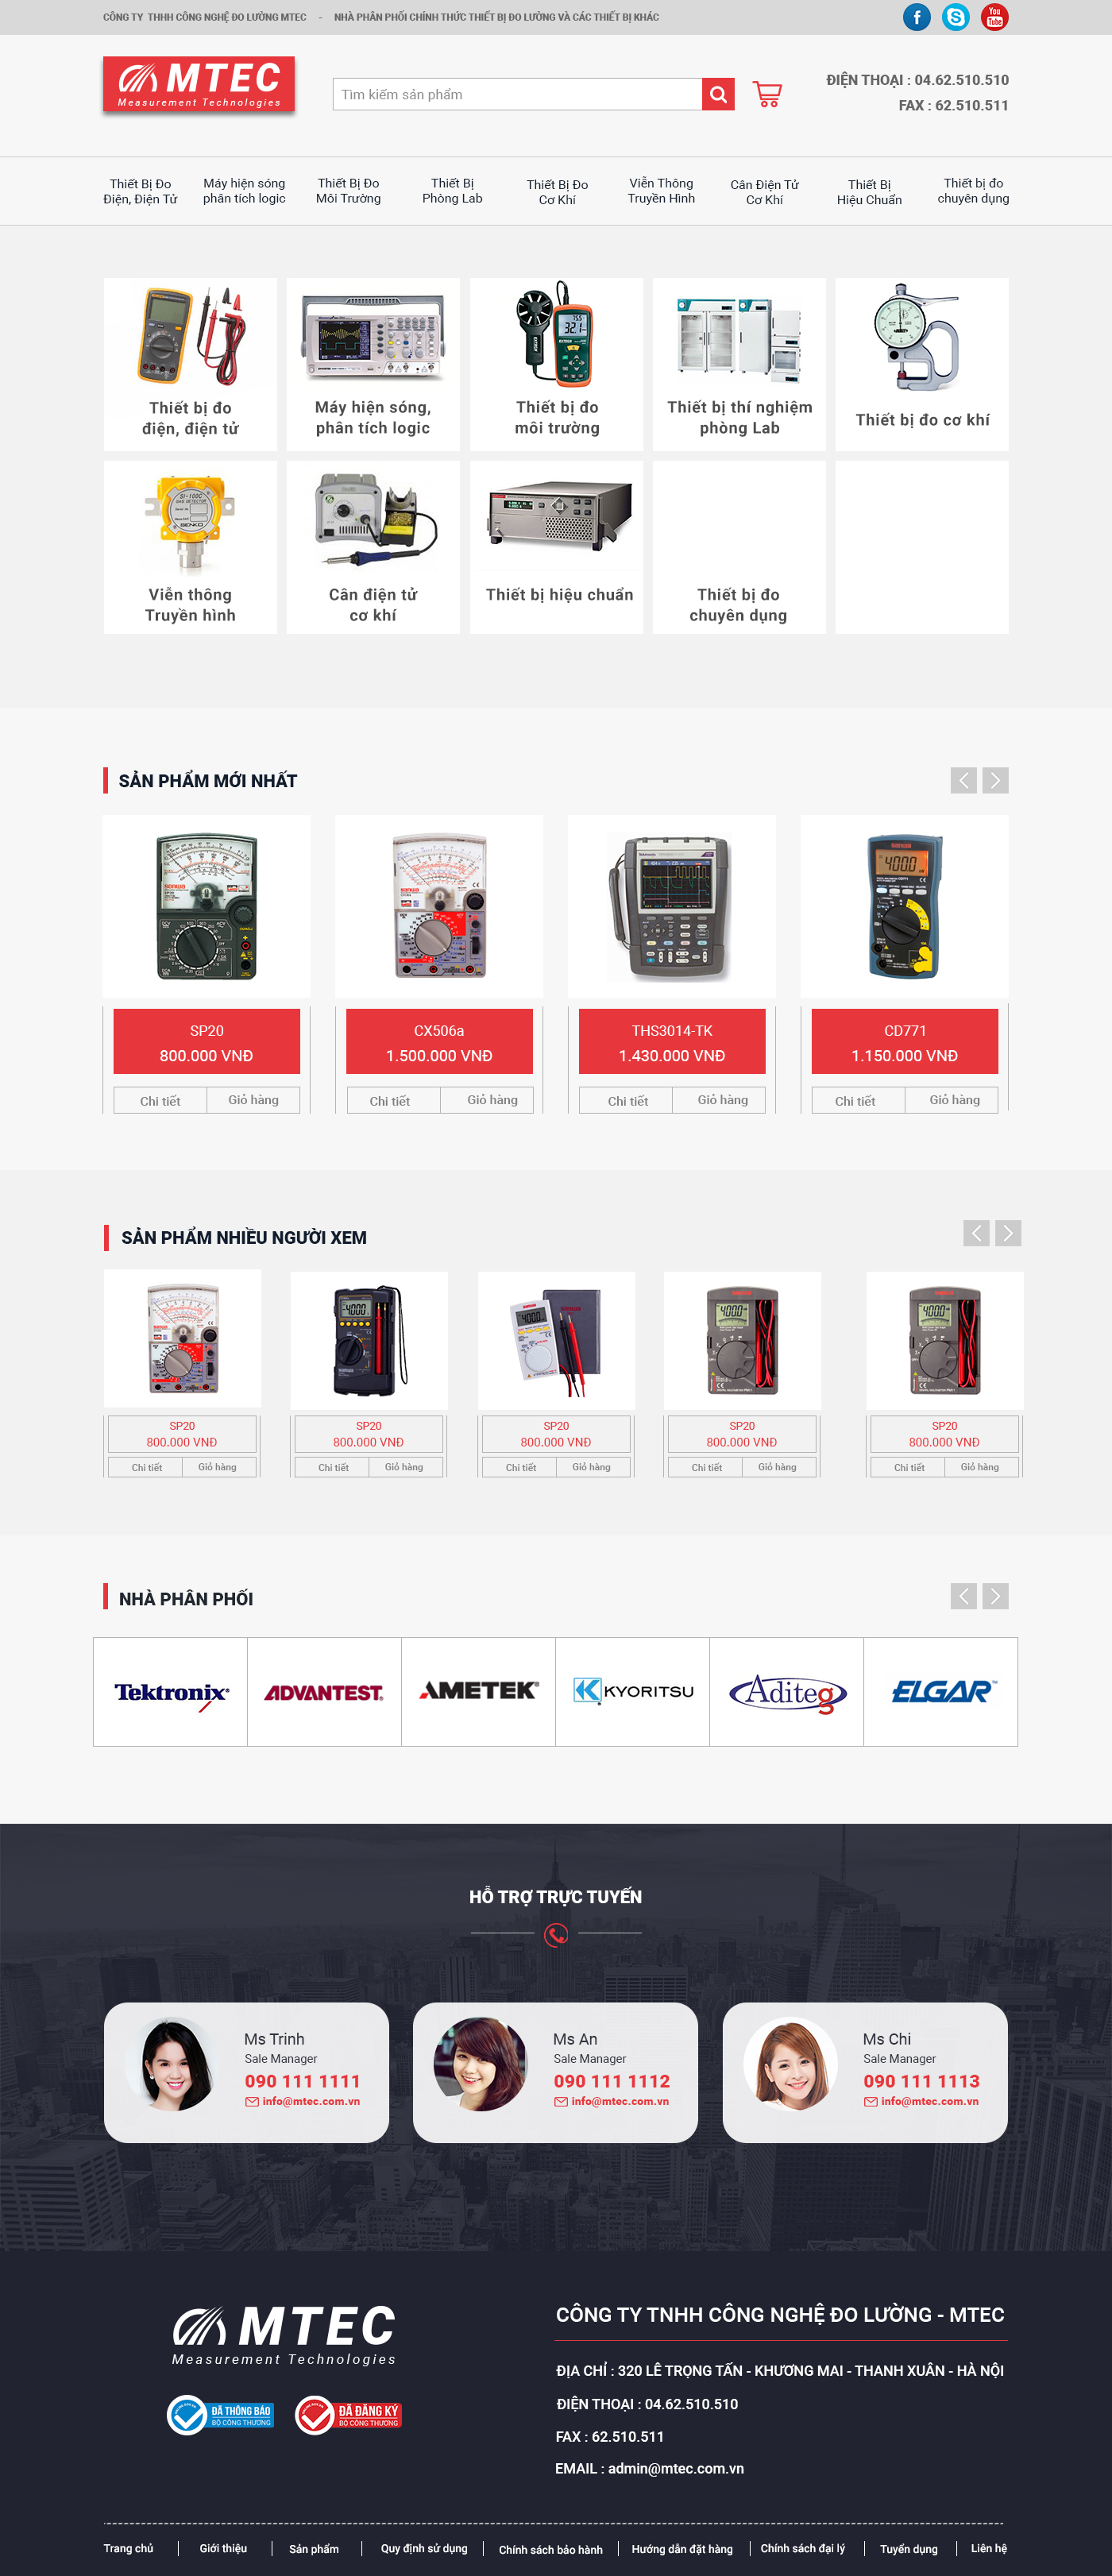 CÔNG TY THHH CÔNG NGHỆ ĐO LƯỜNG MTEC - NHÀ PHÂN PHỐI CHÍNH THỨC THIẾT BỊ ĐO LƯỜNG VÀ CÁC THIẾT BỊ KHÁC
You Tube
MTEC
Measurement Technologies
Tìm kiếm sản phẩm
ĐIỆN THOẠI : 04.62.510.510
FAX : 62.510.511
Thiết Bị Đo
Điện, Điện Tử
Máy hiện sóng
phân tích logic
Thiết Bị Đo
Môi Trường
Thiết Bị
Phòng Lab
Thiết Bị Đo
Cơ Khí
Viễn Thông
Truyền Hình
Cân Điện Tử
Cơ Khí
Thiết Bị
Hiệu Chuẩn
Thiết bị đo
chuyên dụng
Thiết bị đo
điện, điện tử
Máy hiện sóng,
phân tích logic
Thiết bị đo
môi trường
Thiết bị thí nghiệm
phòng Lab
Thiết bị đo cơ khí
SI-100C
GAS DETECTOR
SENKO
Viễn thông
Truyền hình
Cân điện tử
cơ khí
Thiết bị hiệu chuẩn
Thiết bị đo
chuyên dụng
SẢN PHẨM MỚI NHẤT
SP20
800.000 VNĐ
Chi tiết
Giỏ hàng
CX506a
1.500.000 VNĐ
Chi tiết
Giỏ hàng
THS3014-TK
1.430.000 VNĐ
Chi tiết
Giỏ hàng
400.0
CD771
1.150.000 VNĐ
Chi tiết
Giỏ hàng
SẢN PHẨM NHIỀU NGƯỜI XEM
SP20
800.000 VNĐ
Chi tiết
Giỏ hàng
SP20
800.000 VNĐ
Chi tiết
Giỏ hàng
SP20
800.000 VNĐ
Chi tiết
Giỏ hàng
SP20
800.000 VNĐ
Chi tiết
Giỏ hàng
SP20
800.000 VNĐ
Chi tiết
Giỏ hàng
NHÀ PHÂN PHỐI
Tektronix®
ADVANTEST®
AMETEK®
KYORITSU
Aditeg
ELGAR™
HỖ TRỢ TRỰC TUYẾN
Ms Trinh
Sale Manager
090 111 1111
info@mtec.com.vn
Ms An
Sale Manager
090 111 1112
info@mtec.com.vn
Ms Chi
Sale Manager
090 111 1113
info@mtec.com.vn
MTEC
Measurement Technologies
ĐÃ THÔNG BÁO
BỘ CÔNG THƯƠNG
ĐÃ ĐĂNG KÝ
BỘ CÔNG THƯƠNG
CÔNG TY TNHH CÔNG NGHỆ ĐO LƯỜNG - MTEC
ĐỊA CHỈ : 320 LÊ TRỌNG TẤN - KHƯƠNG MAI - THANH XUÂN - HÀ NỘI
ĐIỆN THOẠI : 04.62.510.510
FAX : 62.510.511
EMAIL : admin@mtec.com.vn
Trang chủ
Giới thiệu
Sản phẩm
Quy định sử dụng
Chính sách bảo hành
Hướng dẫn đặt hàng
Chính sách đại lý
Tuyển dụng
Liên hệ